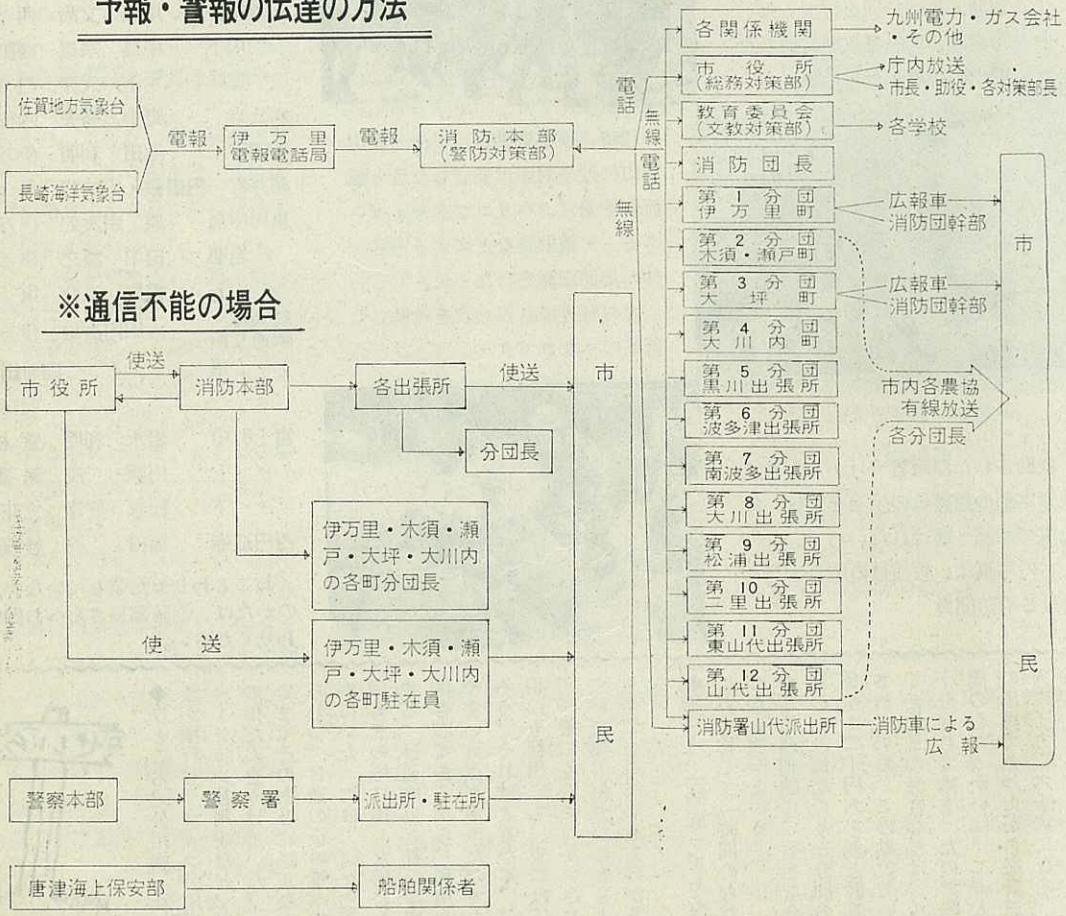 予報・警報の伝達の方法
佐賀地方気象台
長崎海洋気象台
電報
伊万里
電報電話局
電報
消防本部
(警防対策部)
電話
無線
電話
無線
各関係機関
九州電力・ガス会社
・その他
市役所
(総務対策部)
庁内放送
市長・助役・各対策部長
教育委員会
(文教対策部)
各学校
消防団長
第1分団
伊万里町
広報車
消防団幹部
第2分団
木須・瀬戸町
第3分団
大坪町
広報車
消防団幹部
第4分団
大川内町
第5分団
黒川出張所
第6分団
波多津出張所
第7分団
南波多出張所
第8分団
大川出張所
第9分団
松浦出張所
第10分団
二里出張所
第11分団
東山代出張所
第12分団
山代出張所
市内各農協
有線放送
各分団長
消防署山代派出所
消防車による
広報
市民
※通信不能の場合
市役所
使送
消防本部
各出張所
使送
分団長
伊万里・木須・瀬
戸・大坪・大川内
の各町分団長
使送
伊万里・木須・瀬
戸・大坪・大川内
の各町駐在員
市民
警察本部
警察署
派出所・駐在所
唐津海上保安部
船舶関係者